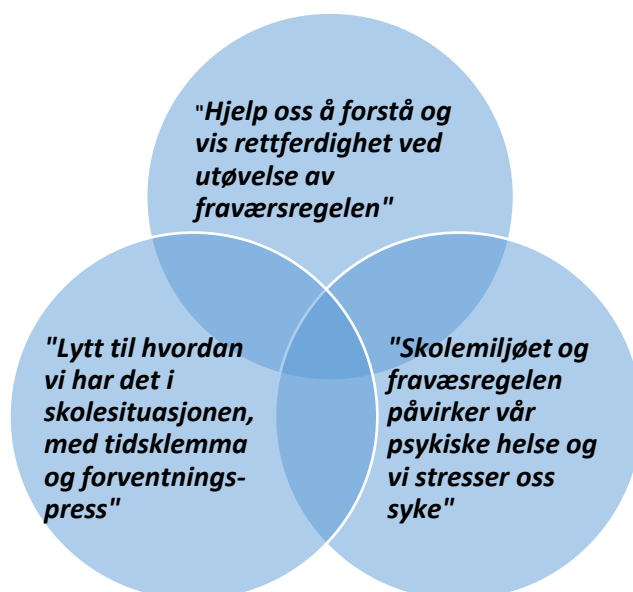 "Hjelp oss å forstå og
vis rettferdighet ved
utøvelse av
fraværsregelen"
"Lytt til hvordan
vi har det i
skolesituasjonen,
med tidsklemma
og forventnings-
press"
"Skolemiljøet og
fravæsregelen
påvirker vår
psykiske helse og
vi stresser oss
syke"